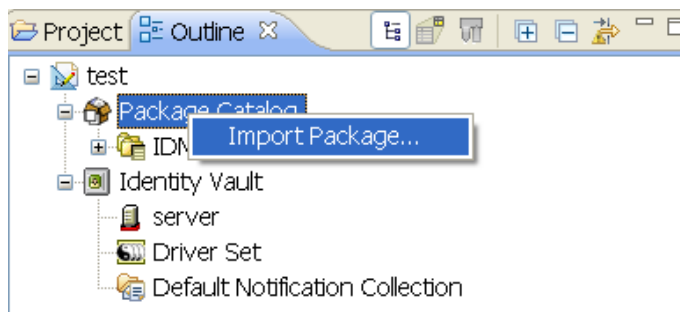 Project Outline
test
Package Catalog
Import Package...
IDM
Identity Vault
server
Driver Set
Default Notification Collection